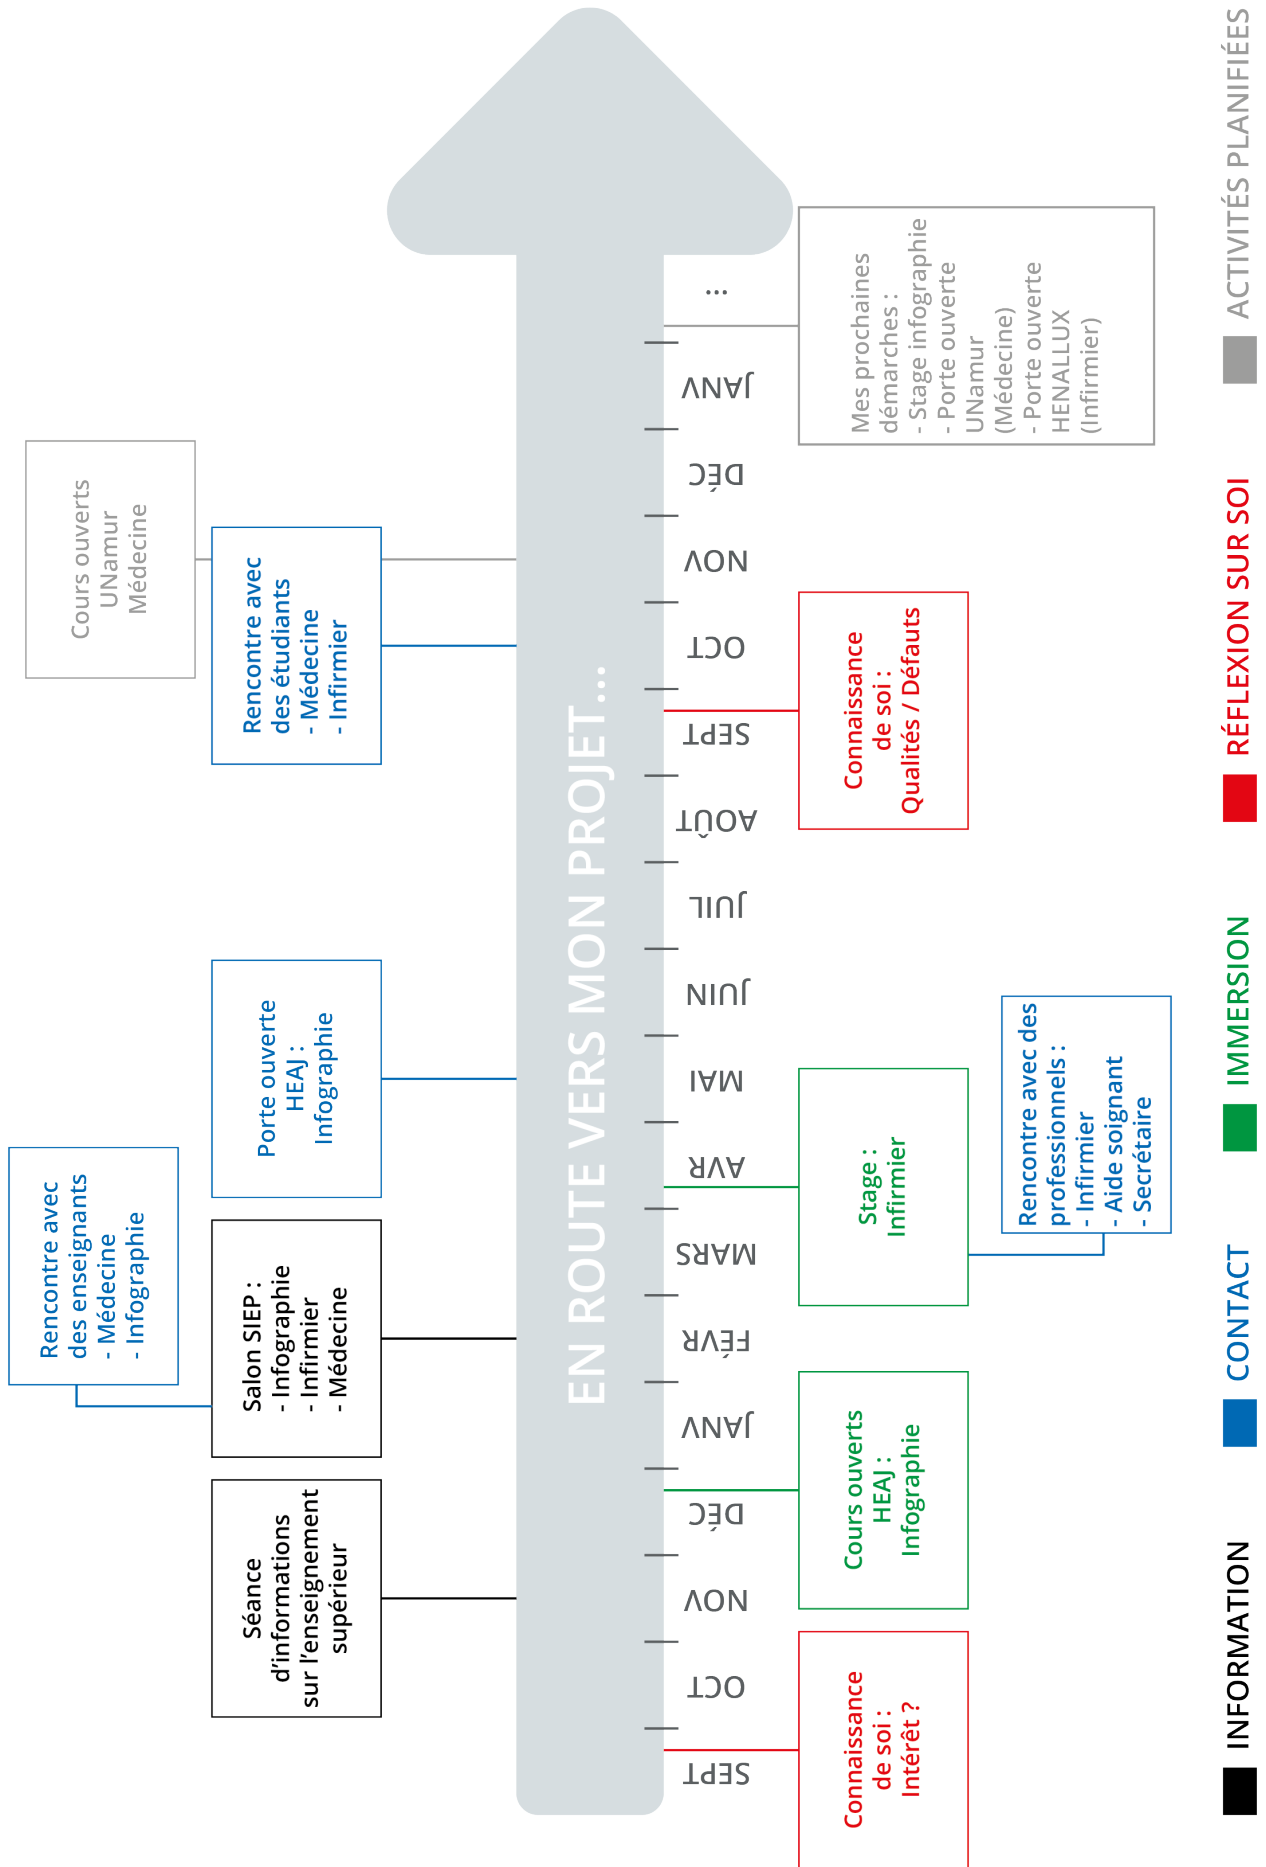 EN ROUTE VERS MON PROJET...
Rencontre avec
des enseignants
- Médecine
- Infographie
Cours ouverts
UNamur
Médecine
Séance
d'informations
sur l'enseignement
supérieur
Salon SIEP :
- Infographie
- Infirmier
- Médecine
Porte ouverte
HEAJ :
Infographie
Rencontre avec
des étudiants
- Médecine
- Infirmier
SEPT
OCT
NOV
DÉC
JANV
FÉVR
MARS
AVR
MAI
JUIN
JUIL
AOÛT
SEPT
OCT
NOV
DÉC
JANV
...
Connaissance
de soi :
Intérêt ?
Cours ouverts
HEAJ :
Infographie
Stage :
Infirmier
Rencontre avec des
professionnels :
- Infirmier
- Aide soignant
- Secrétaire
Connaissance
de soi :
Qualités / Défauts
Mes prochaines
démarches :
- Stage infographie
- Porte ouverte
UNamur
(Médecine)
- Porte ouverte
HENALLUX
(Infirmier)
INFORMATION
CONTACT
IMMERSION
RÉFLEXION SUR SOI
ACTIVITÉS PLANIFIÉES